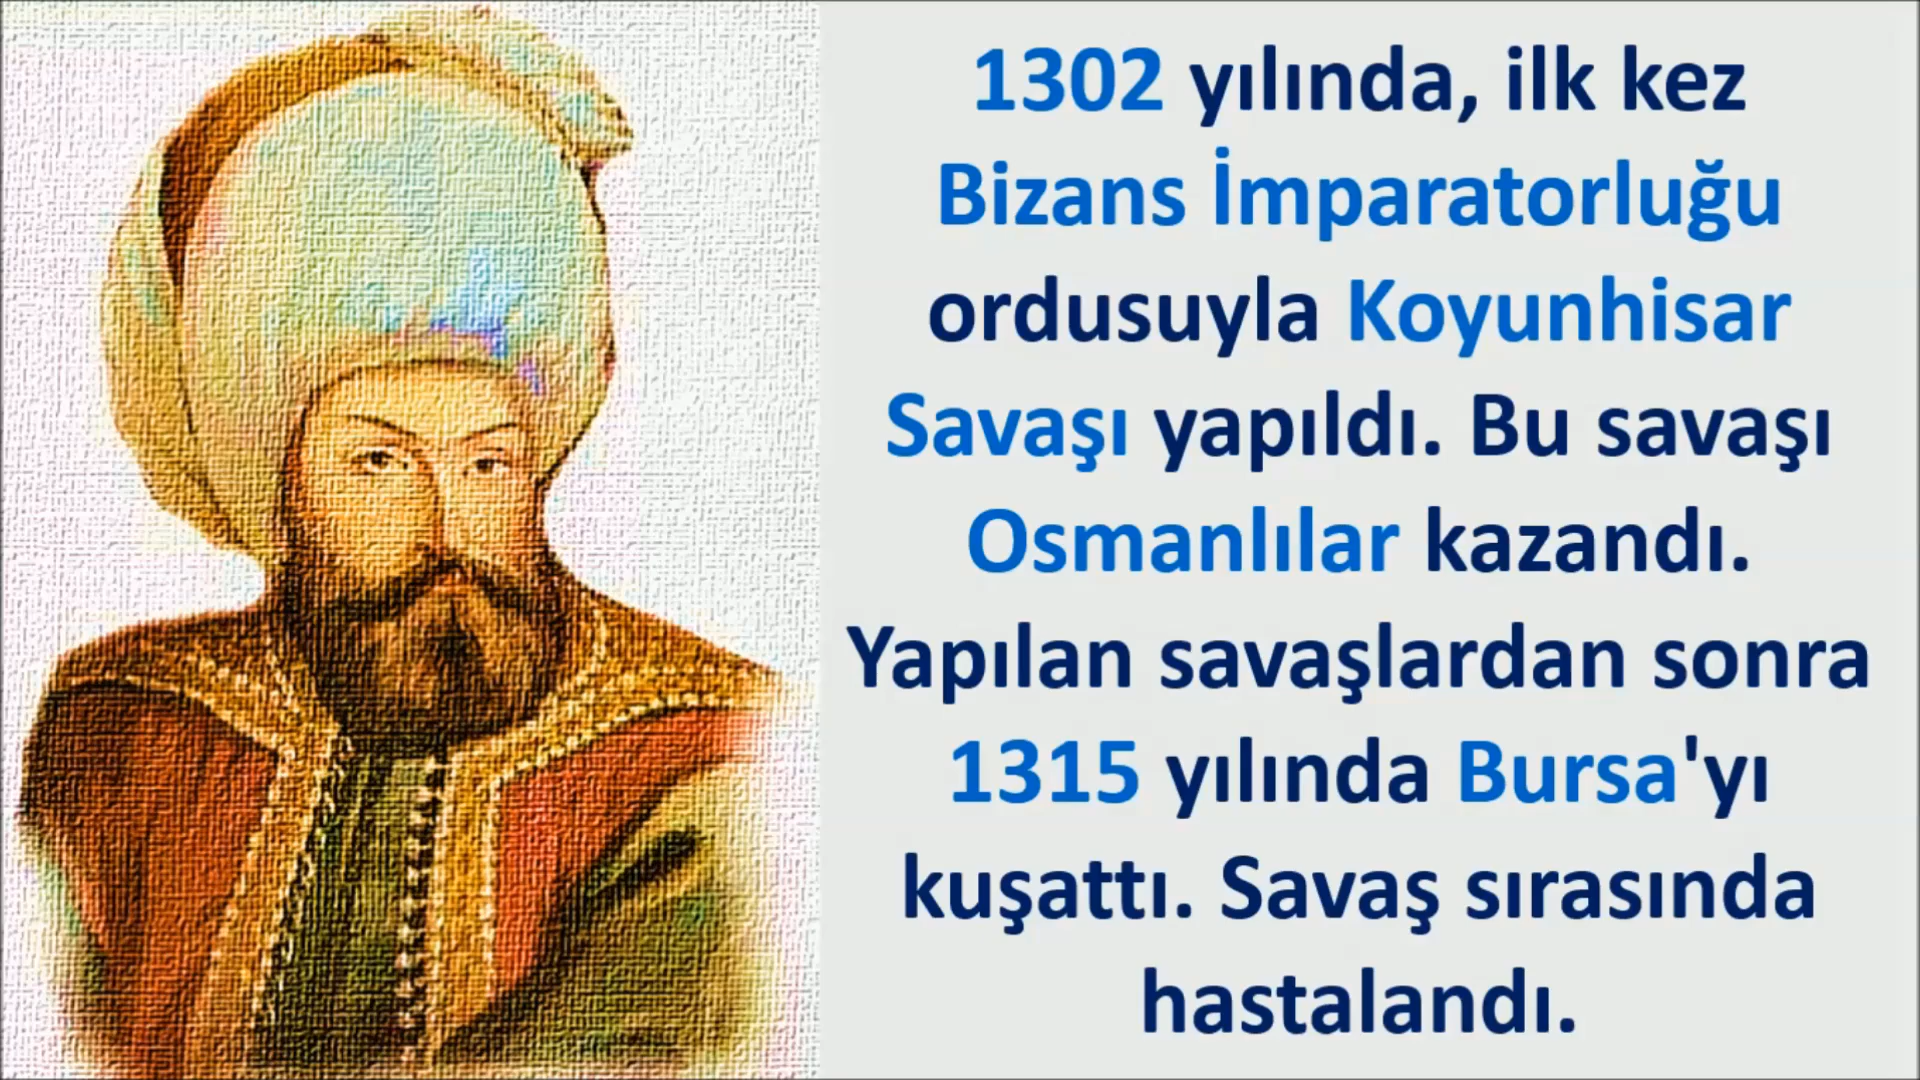 1302 yılında, ilk kez
Bizans İmparatorluğu
ordusuyla Koyunhisar
Savaşı yapıldı. Bu savaşı
Osmanlılar kazandı.
Yapılan savaşlardan sonra
1315 yılında Bursa'yı
kuşattı. Savaş sırasında
hastalandı.